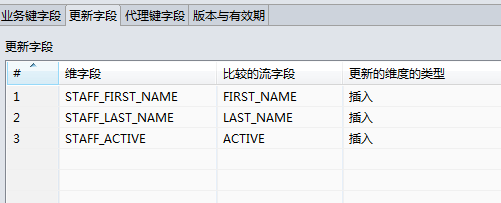 业务键字段 更新字段 代理键字段 版本与有效期
更新字段
# 维字段 比较的流字段 更新的维度的类型
1 STAFF_FIRST_NAME FIRST_NAME 插入
2 STAFF_LAST_NAME LAST_NAME 插入
3 STAFF_ACTIVE ACTIVE 插入